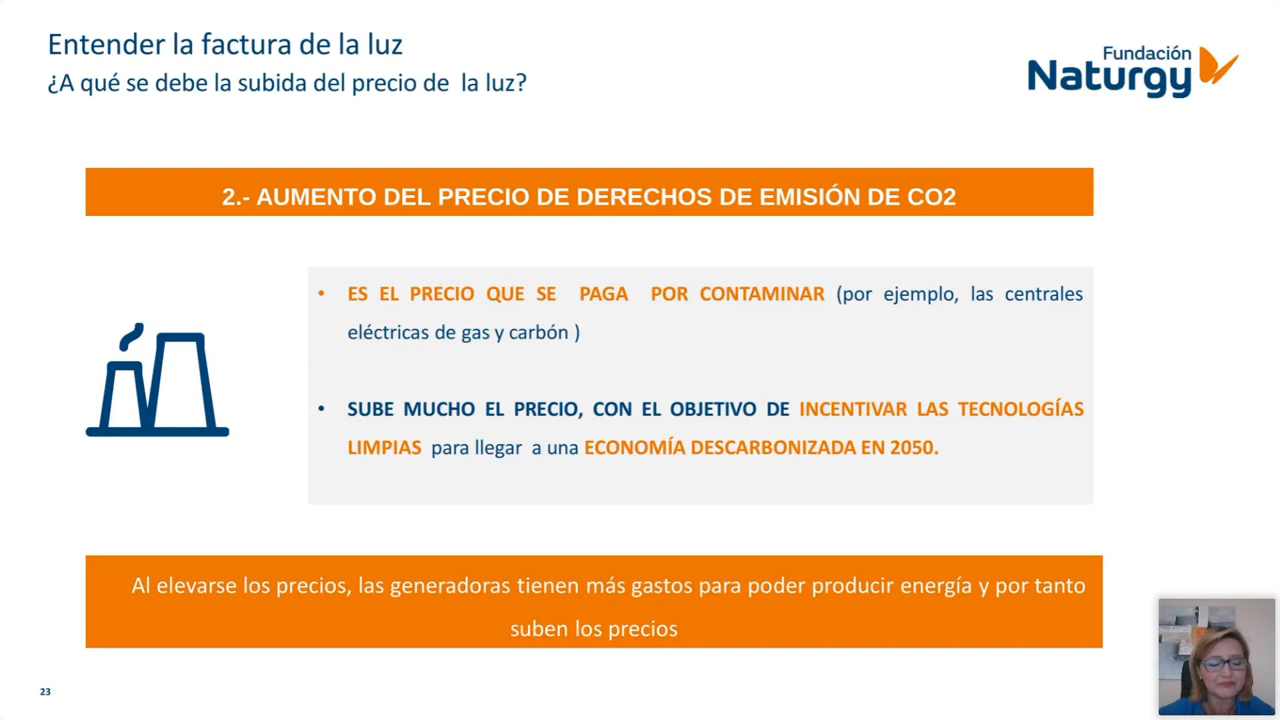 Entender la factura de la luz
¿A qué se debe la subida del precio de la luz?
Fundación
Naturgy
2.- AUMENTO DEL PRECIO DE DERECHOS DE EMISIÓN DE CO2
• ES EL PRECIO QUE SE PAGA POR CONTAMINAR (por ejemplo, las centrales
eléctricas de gas y carbón )
• SUBE MUCHO EL PRECIO, CON EL OBJETIVO DE INCENTIVAR LAS TECNOLOGÍAS
LIMPIAS para llegar a una ECONOMÍA DESCARBONIZADA EN 2050.
Al elevarse los precios, las generadoras tienen más gastos para poder producir energía y por tanto
suben los precios
23